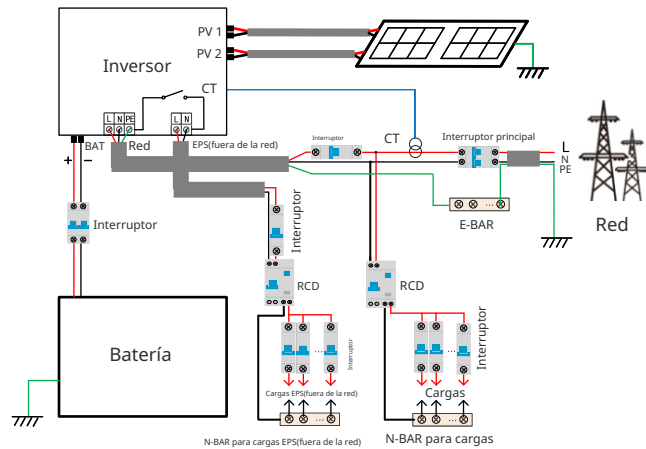 PV 1
PV 2
Inversor
CT
L N PE
L N
BAT
Red
EPS(fuera de la red)
+ −
Interruptor
CT
Interruptor principal
L
N
PE
Red
E-BAR
Interruptor
Interruptor
RCD
RCD
Batería
Interruptor
Interruptor
Cargas EPS(fuera de la red)
Cargas
N-BAR para cargas EPS(fuera de la red)
N-BAR para cargas